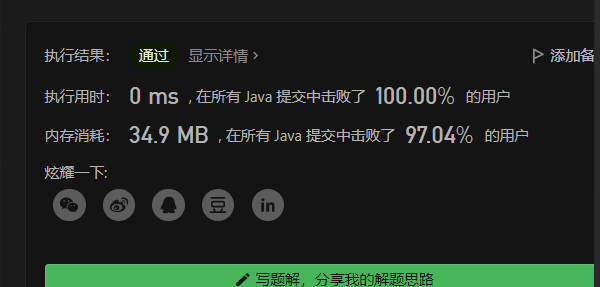 执行结果： 通过 显示详情 > 添加备
执行用时： 0 ms , 在所有 Java 提交中击败了 100.00% 的用户
内存消耗： 34.9 MB , 在所有 Java 提交中击败了 97.04% 的用户
炫耀一下:
豆 in
写题解，分享我的解题思路